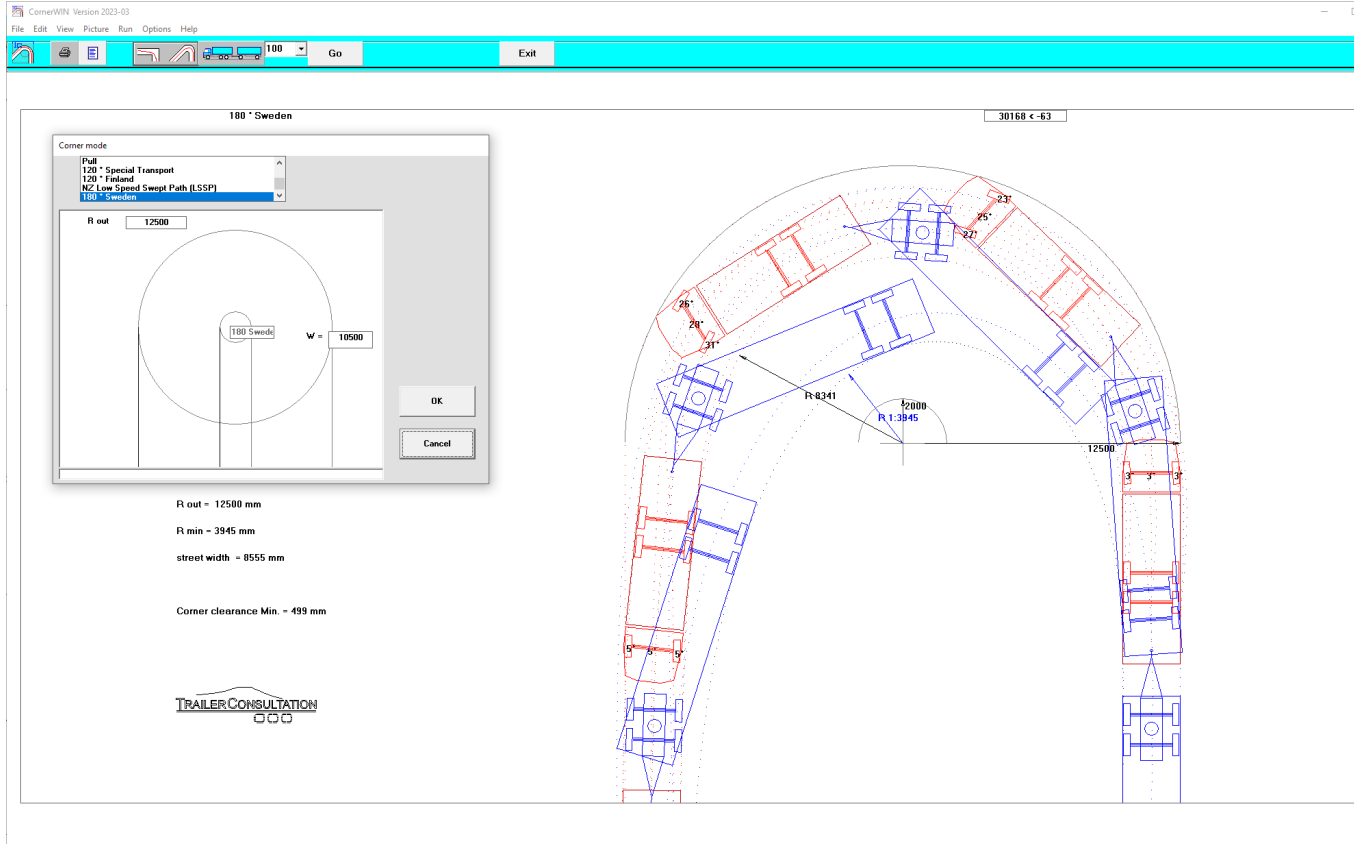 CornerWIN Version 2023-03
File Edit View Picture Run Options Help
100
Go
Exit
180 ° Sweden
30168 < -63
Corner mode
Pull
120 ° Special Transport
120 ° Finland
NZ Low Speed Swept Path (LSSP)
180 ° Sweden
R out 12500
180 Swede
W = 10500
OK
Cancel
R out = 12500 mm
R min = 3945 mm
street width = 8555 mm
Corner clearance Min. = 499 mm
TRAILER CONSULTATION
23°
25°
27°
26°
28°
31°
R 8341
2000
R 1:3945
12500
3° 3° 3°
5° 5° 5°